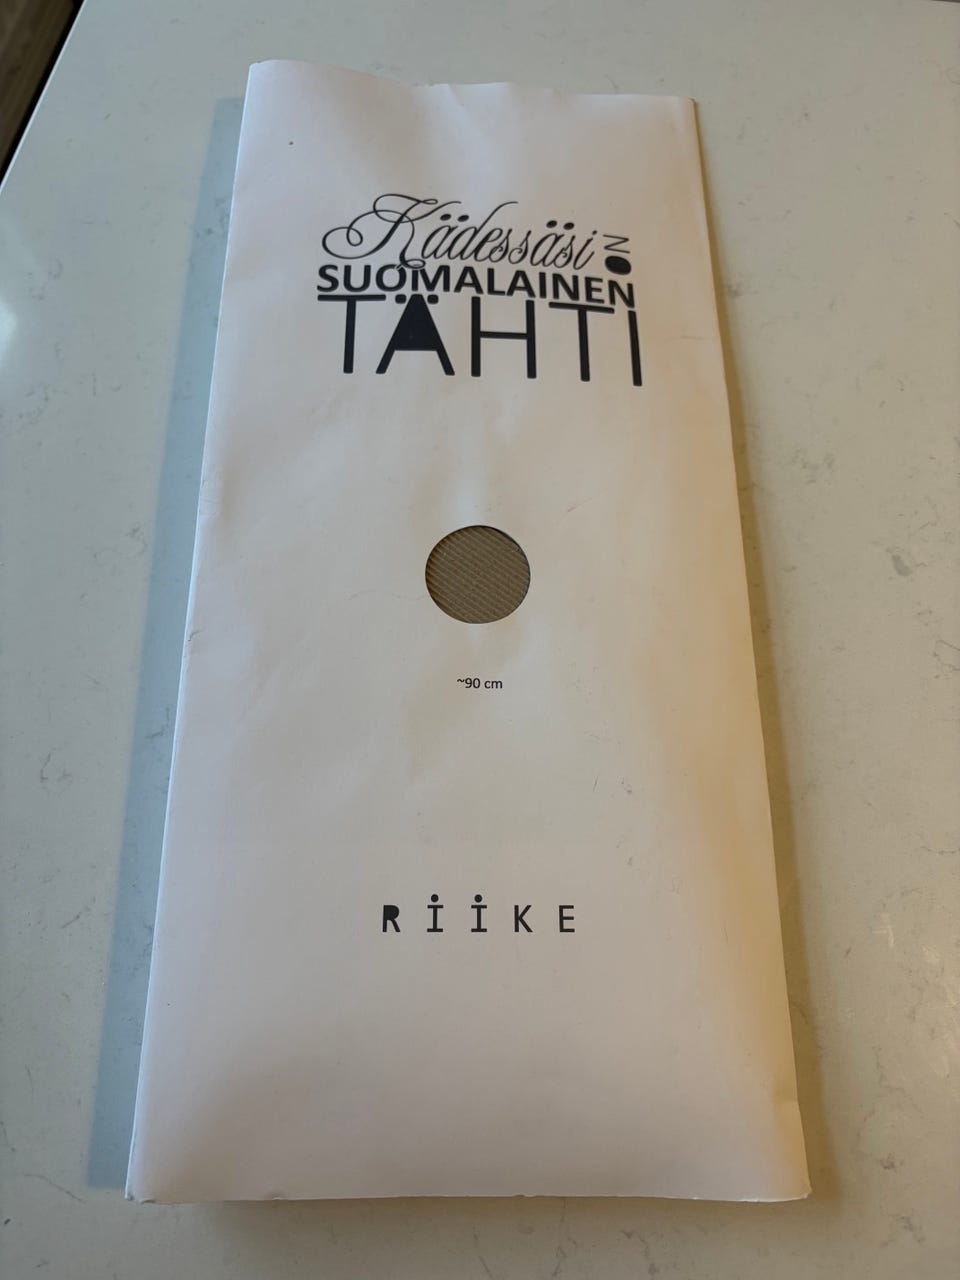 Kädessäsi ON
SUOMALAINEN
TÄHTI
~90 cm
RIIKE